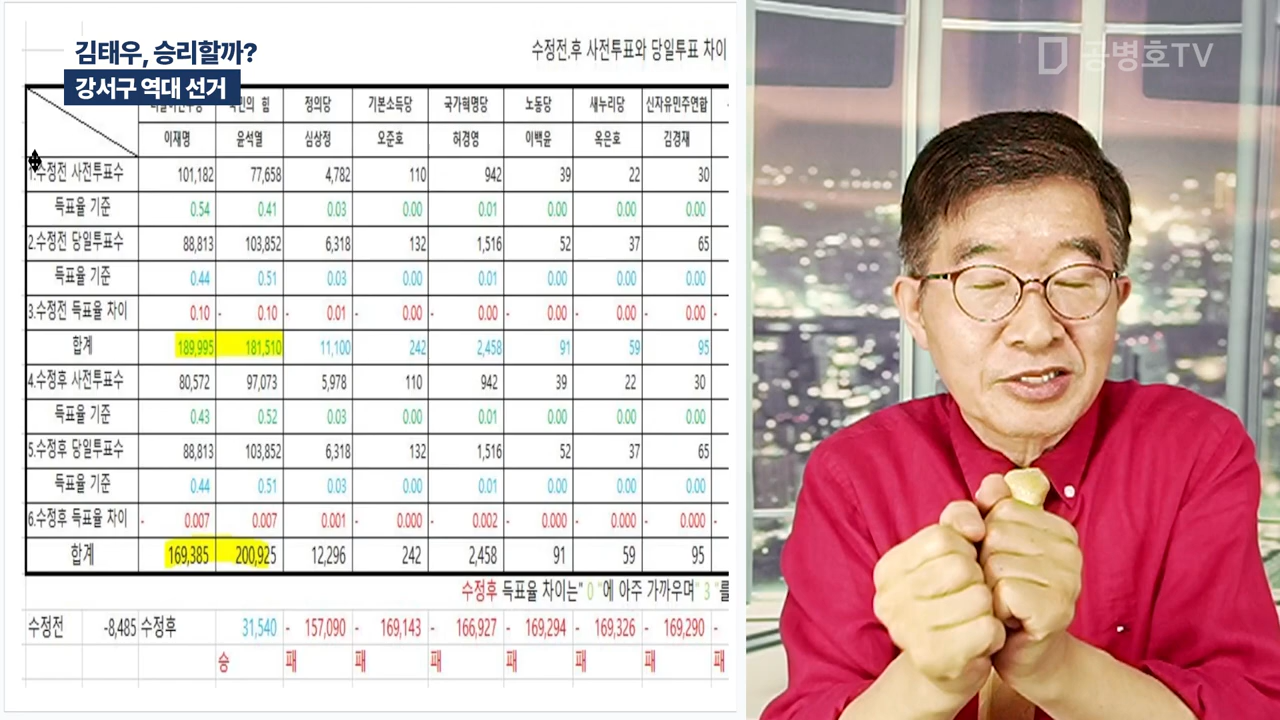 김태우, 승리할까?
강서구 역대 선거
공병호TV
수정전.후 사전투표와 당일투표 차이
국민의 힘 정의당 기본소득당 국가혁명당 노동당 새누리당 신자유민주연합
이재명 윤석열 심상정 오준호 허경영 이백윤 옥은호 김경재
1.수정전 사전투표수 101,182 77,658 4,782 110 942 39 22 30
득표율 기준 0.54 0.41 0.03 0.00 0.01 0.00 0.00 0.00
2.수정전 당일투표수 88,813 103,852 6,318 132 1,516 52 37 65
득표율 기준 0.44 0.51 0.03 0.00 0.01 0.00 0.00 0.00
3.수정전 득표율 차이 0.10 - 0.10 - 0.01 - 0.00 - 0.00 - 0.00 - 0.00 - 0.00 -
합계 189,995 181,510 11,100 242 2,458 91 59 95
4.수정후 사전투표수 80,572 97,073 5,978 110 942 39 22 30
득표율 기준 0.43 0.52 0.03 0.00 0.01 0.00 0.00 0.00
5.수정후 당일투표수 88,813 103,852 6,318 132 1,516 52 37 65
득표율 기준 0.44 0.51 0.03 0.00 0.01 0.00 0.00 0.00
6.수정후 득표율 차이 - 0.007 0.007 0.001 - 0.000 - 0.002 - 0.000 - 0.000 - 0.000 -
합계 169,385 200,925 12,296 242 2,458 91 59 95
수정후 득표율 차이는" 0 "에 아주 가까우며" 3 "를
수정전 -8,485 수정후 31,540 - 157,090 - 169,143 - 166,927 - 169,294 - 169,326 - 169,290 -
승 패 패 패 패 패 패 패